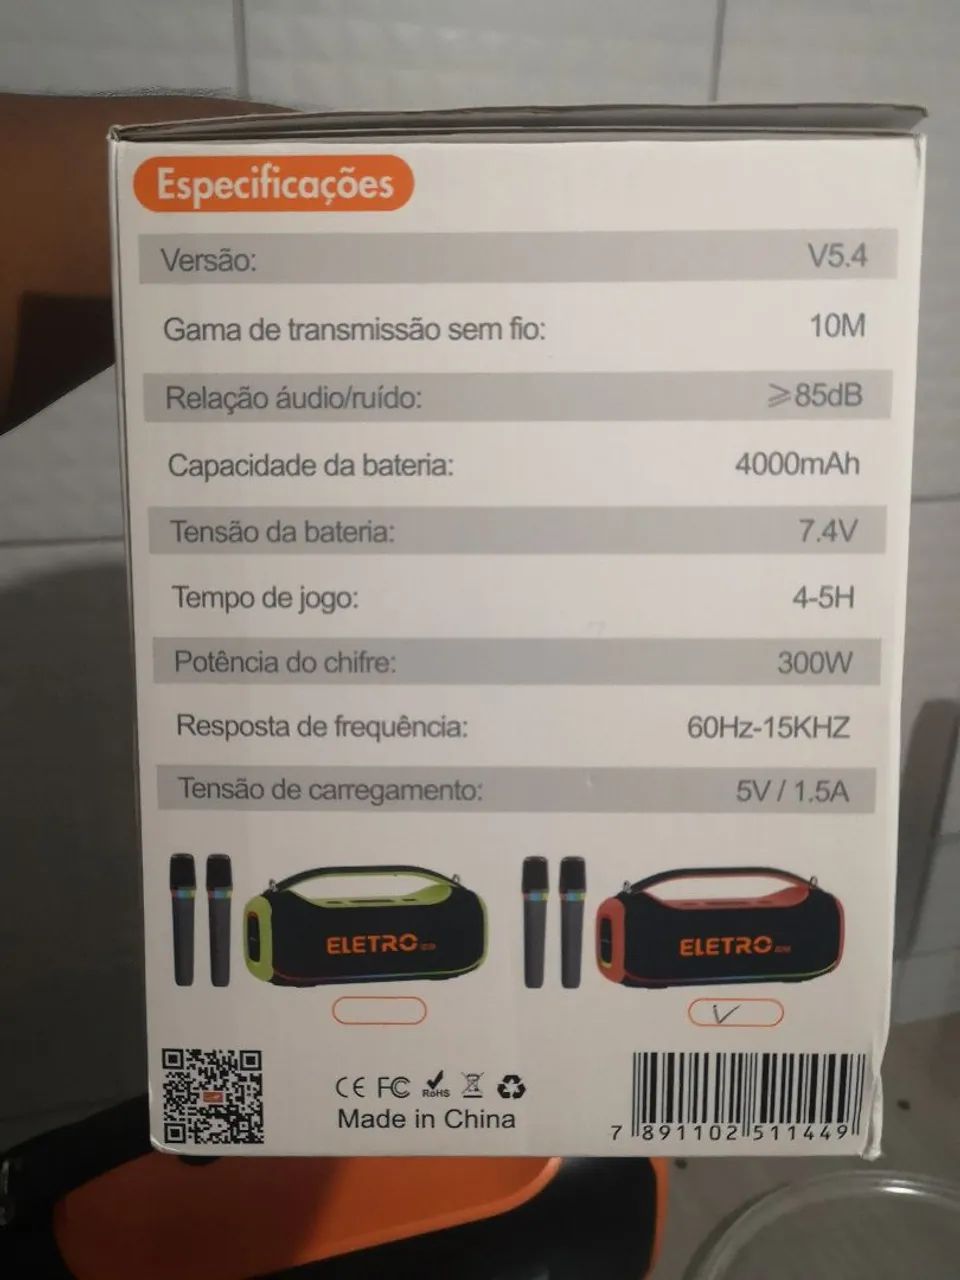 Especificações
Versão: V5.4
Gama de transmissão sem fio: 10M
Relação áudio/ruído: ⩾85dB
Capacidade da bateria: 4000mAh
Tensão da bateria: 7.4V
Tempo de jogo: 4-5H
Potência do chifre: 300W
Resposta de frequência: 60Hz-15KHZ
Tensão de carregamento: 5V / 1.5A
ELETRO ELETRO
CE FC RoHS
Made in China
7 891102 511449